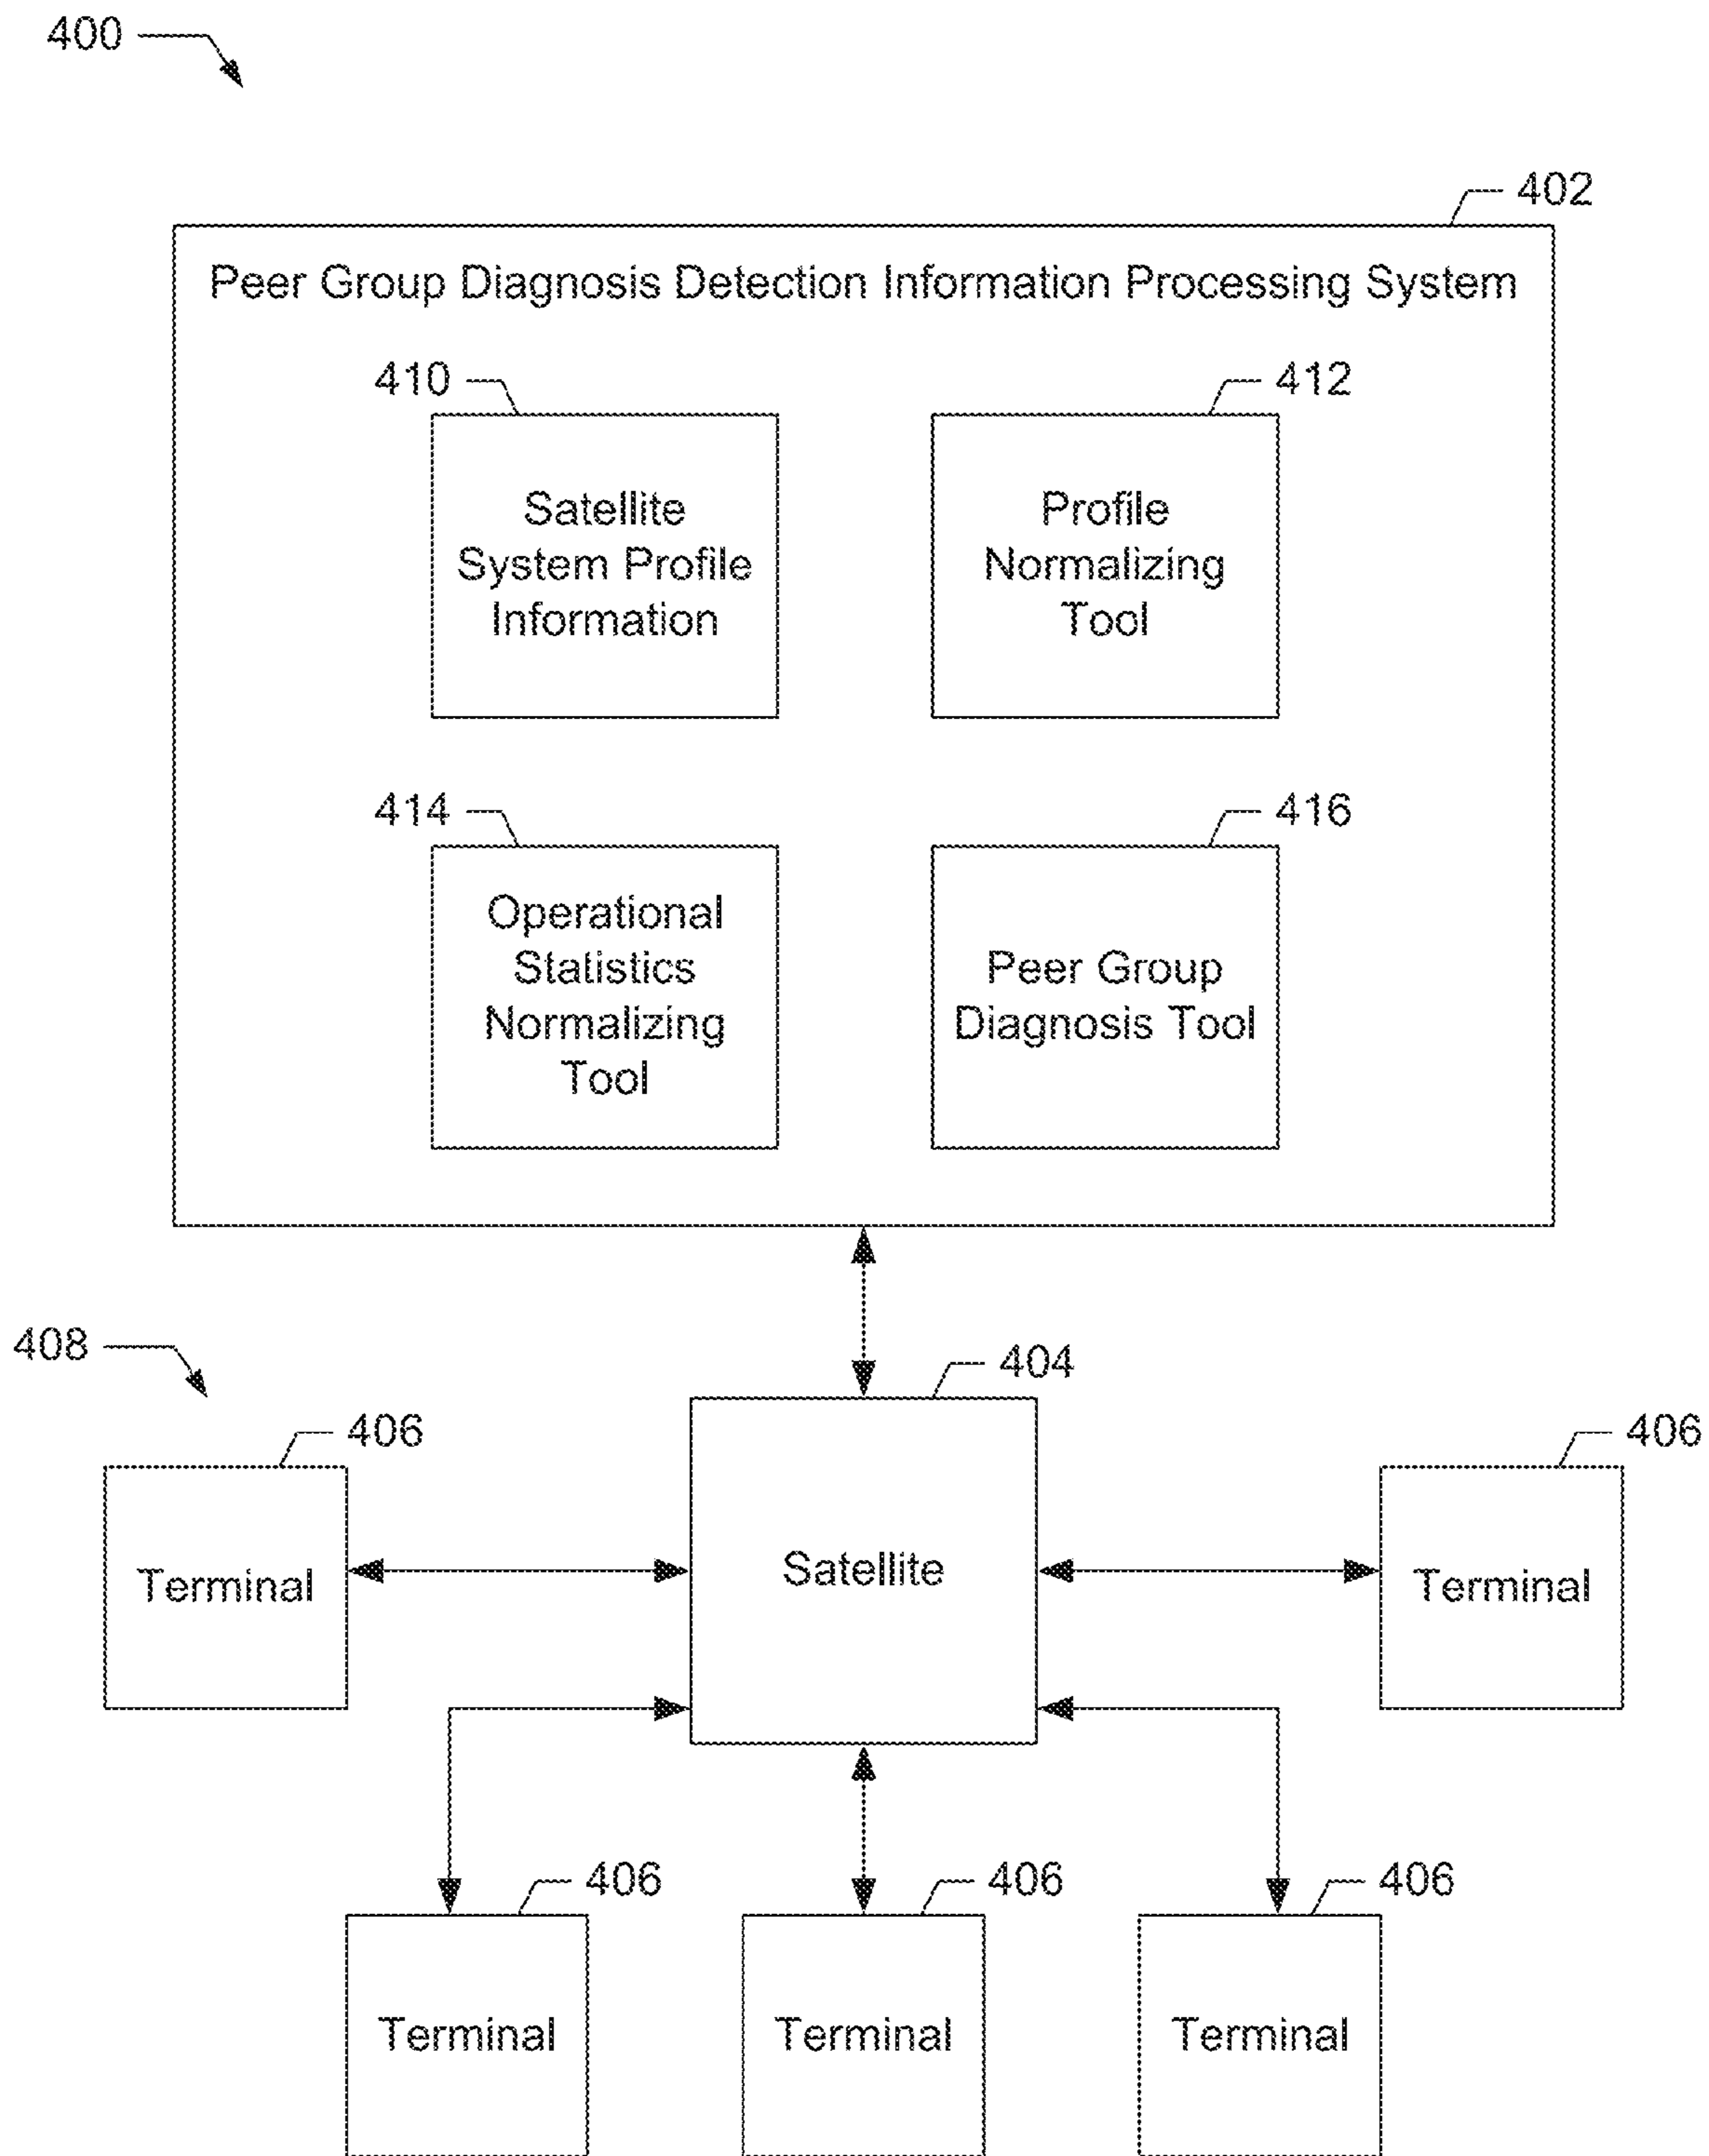 400
402
Peer Group Diagnosis Detection Information Processing System
410
412
Satellite
System Profile
Information
Profile
Normalizing
Tool
414
416
Operational
Statistics
Normalizing
Tool
Peer Group
Diagnosis Tool
408
404
406
406
Terminal
Satellite
Terminal
406
406
406
Terminal
Terminal
Terminal